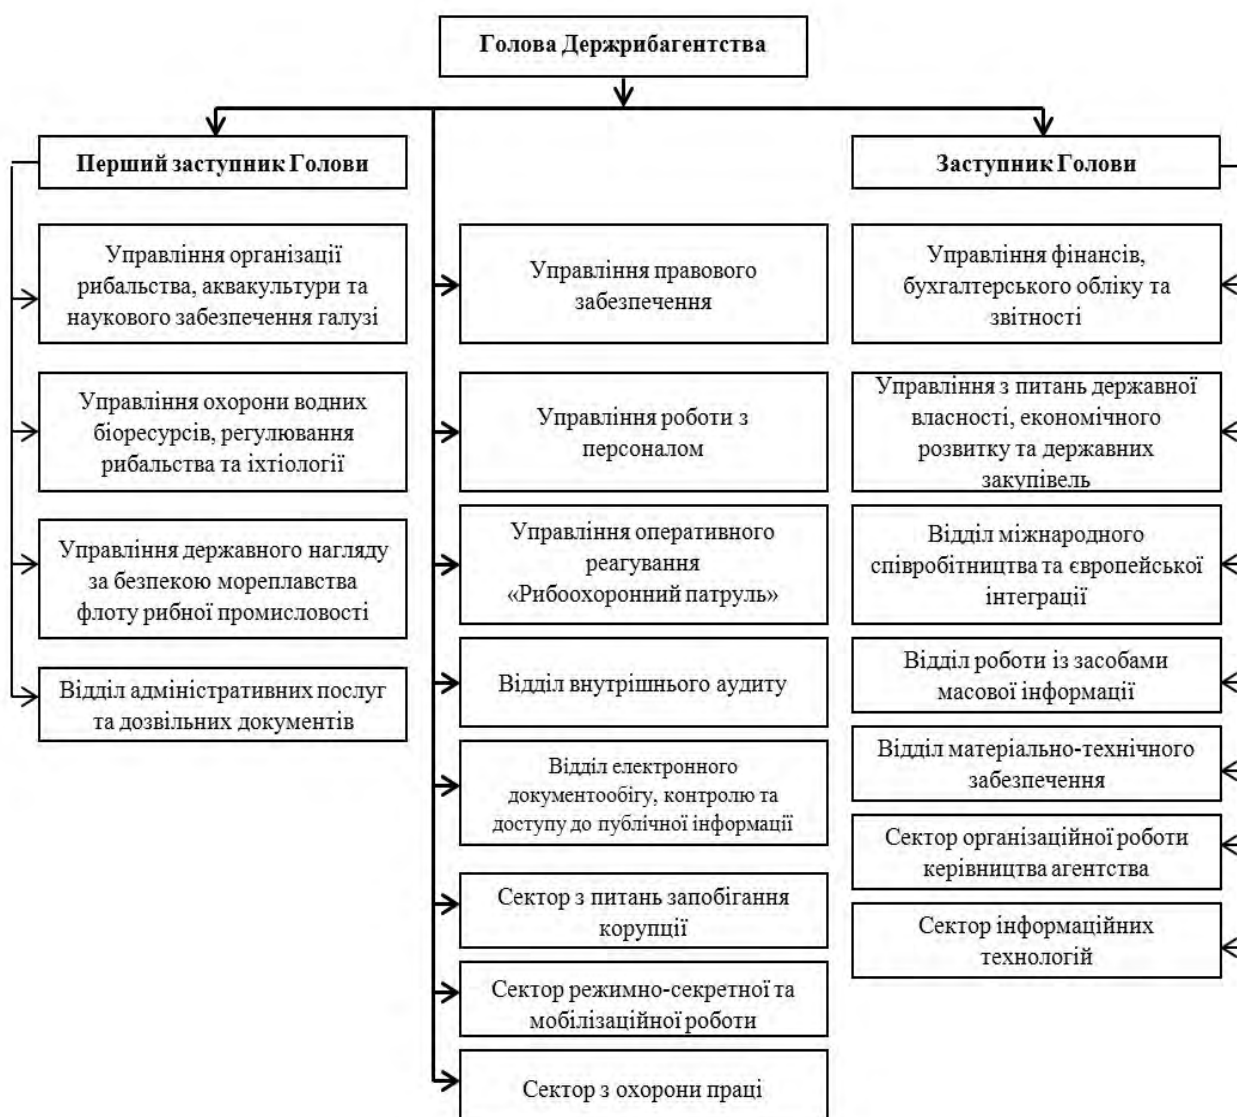 Голова Держрибагентства
Перший заступник Голови
Управління організації
рибальства, аквакультури та
наукового забезпечення галузі
Управління охорони водних
біоресурсів, регулювання
рибальства та іхтіології
Управління державного нагляду
за безпекою мореплавства
флоту рибної промисловості
Відділ адміністративних послуг
та дозвільних документів
Управління правового
забезпечення
Управління роботи з
персоналом
Управління оперативного
реагування
«Рибоохоронний патруль»
Відділ внутрішнього аудиту
Відділ електронного
документообігу, контролю та
доступу до публічної інформації
Сектор з питань запобігання
корупції
Сектор режимно-секретної та
мобілізаційної роботи
Сектор з охорони праці
Заступник Голови
Управління фінансів,
бухгалтерського обліку та
звітності
Управління з питань державної
власності, економічного
розвитку та державних
закупівель
Відділ міжнародного
співробітництва та європейської
інтеграції
Відділ роботи із засобами
масової інформації
Відділ матеріально-технічного
забезпечення
Сектор організаційної роботи
керівництва агентства
Сектор інформаційних
технологій